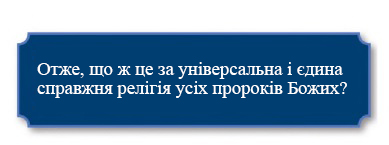 Отже, що ж це за універсальна і єдина
справжня релігія усіх пророків Божих?